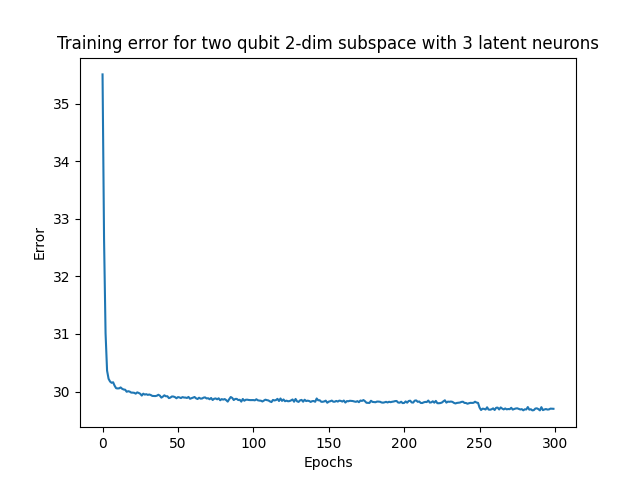 Training error for two qubit 2-dim subspace with 3 latent neurons
35
34
33
32
31
30
Error
0 50 100 150 200 250 300
Epochs